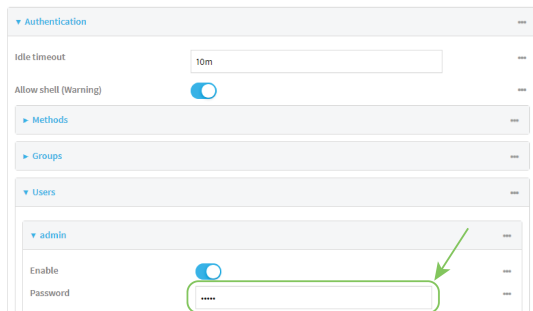 Authentication
Idle timeout
10m
Allow shell (Warning)
Methods
Groups
Users
admin
Enable
Password
•••••